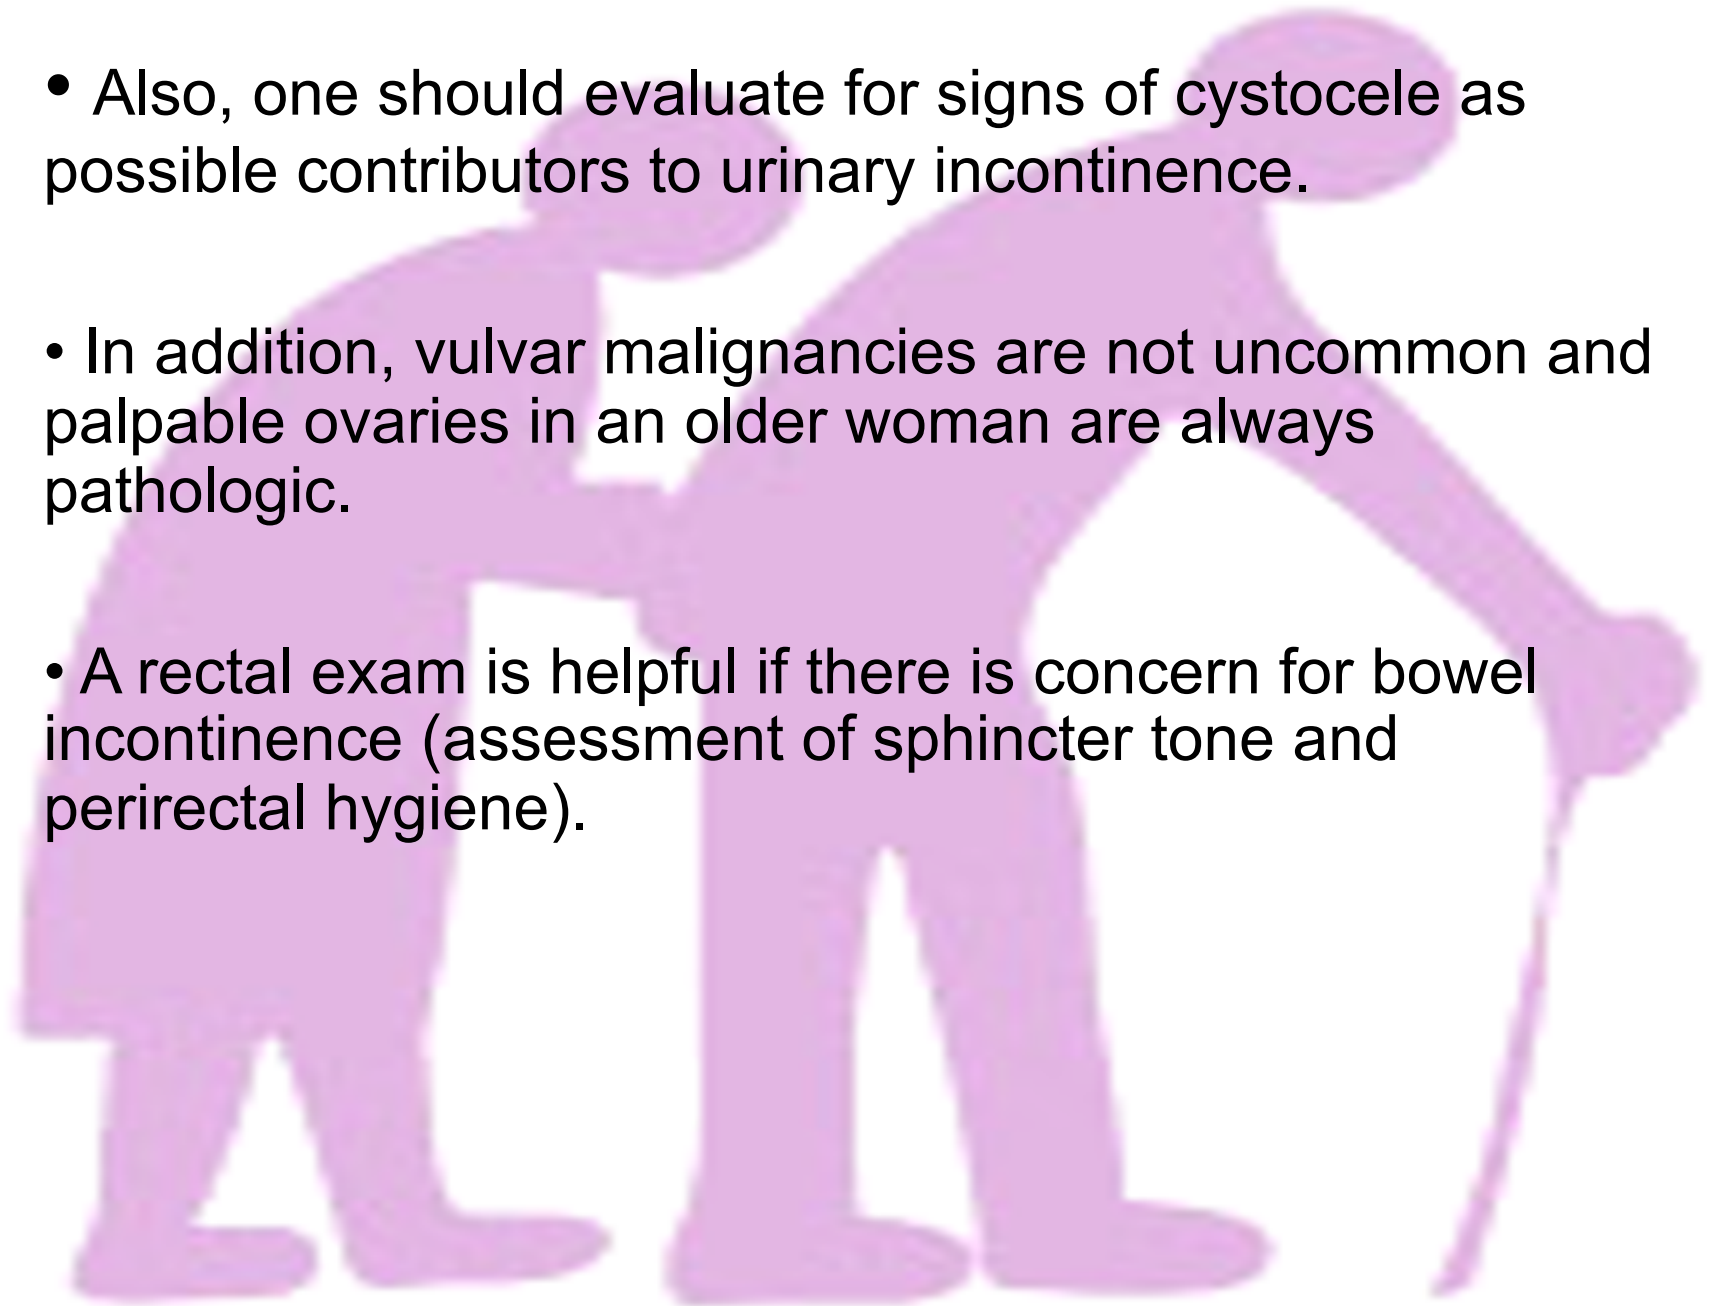 • Also, one should evaluate for signs of cystocele as
possible contributors to urinary incontinence.
• In addition, vulvar malignancies are not uncommon and
palpable ovaries in an older woman are always
pathologic.
• A rectal exam is helpful if there is concern for bowel
incontinence (assessment of sphincter tone and
perirectal hygiene).